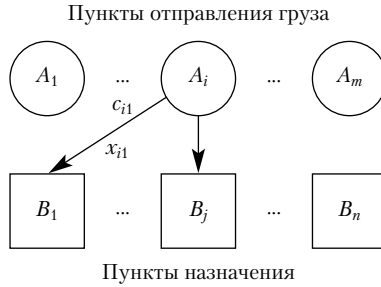 Пункты отправления груза
A₁ ... Aᵢ ... Aₘ
cᵢ₁
xᵢ₁
B₁ ... Bⱼ ... Bₙ
Пункты назначения